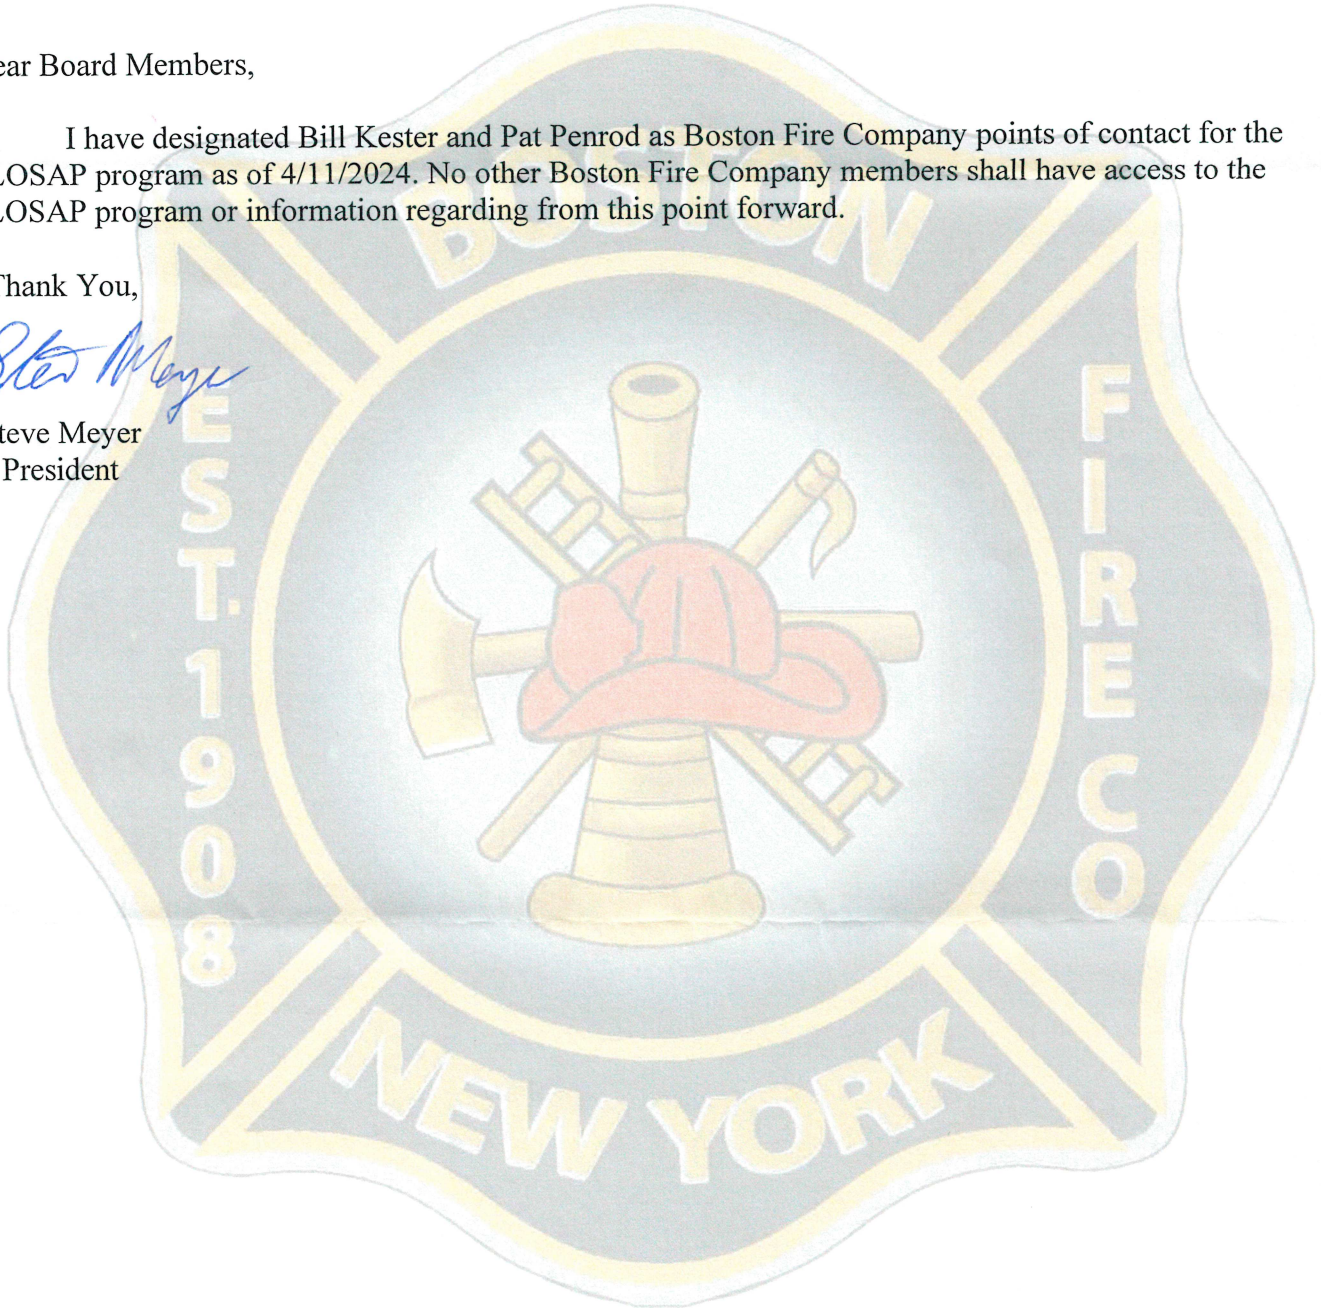 ear Board Members,
I have designated Bill Kester and Pat Penrod as Boston Fire Company points of contact for the
LOSAP program as of 4/11/2024. No other Boston Fire Company members shall have access to the
LOSAP program or information regarding from this point forward.
Thank You,
Steve Meyer
teve Meyer
President
BOSTON
EST. 1908
FIRE CO
NEW YORK